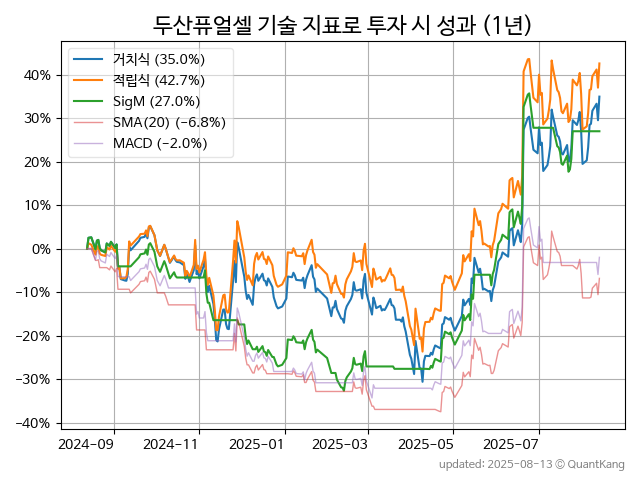 두산퓨얼셀 기술 지표로 투자 시 성과 (1년)
거치식 (35.0%)
적립식 (42.7%)
SigM (27.0%)
SMA(20) (−6.8%)
MACD (−2.0%)
40%
30%
20%
10%
0%
−10%
−20%
−30%
−40%
2024-09
2024-11
2025-01
2025-03
2025-05
2025-07
updated: 2025-08-13 © QuantKang